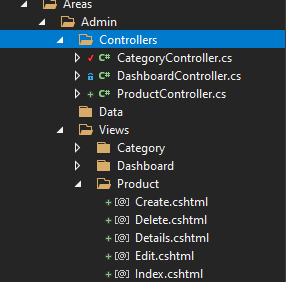 Areas
Admin
Controllers
C# CategoryController.cs
C# DashboardController.cs
+ C# ProductController.cs
Data
Views
Category
Dashboard
Product
+ [@] Create.cshtml
+ [@] Delete.cshtml
+ [@] Details.cshtml
+ [@] Edit.cshtml
+ [@] Index.cshtml